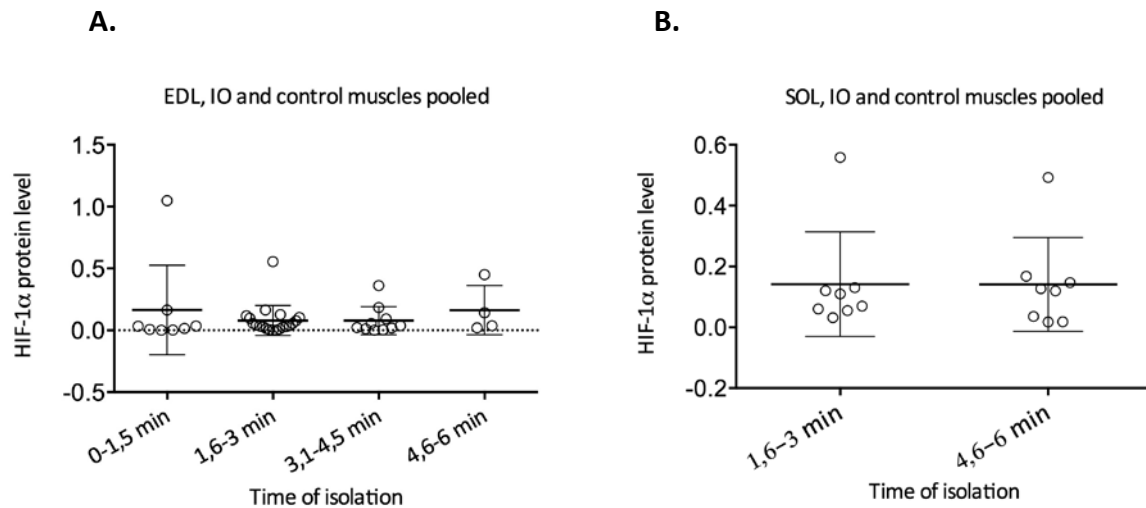 A.
EDL, IO and control muscles pooled
HIF-1α protein level
1.5
1.0
0.5
0.0
-0.5
0-1,5 min
1,6-3 min
3,1-4,5 min
4,6-6 min
Time of isolation
B.
SOL, IO and control muscles pooled
HIF-1α protein level
0.6
0.4
0.2
0.0
-0.2
1,6–3 min
4,6–6 min
Time of isolation